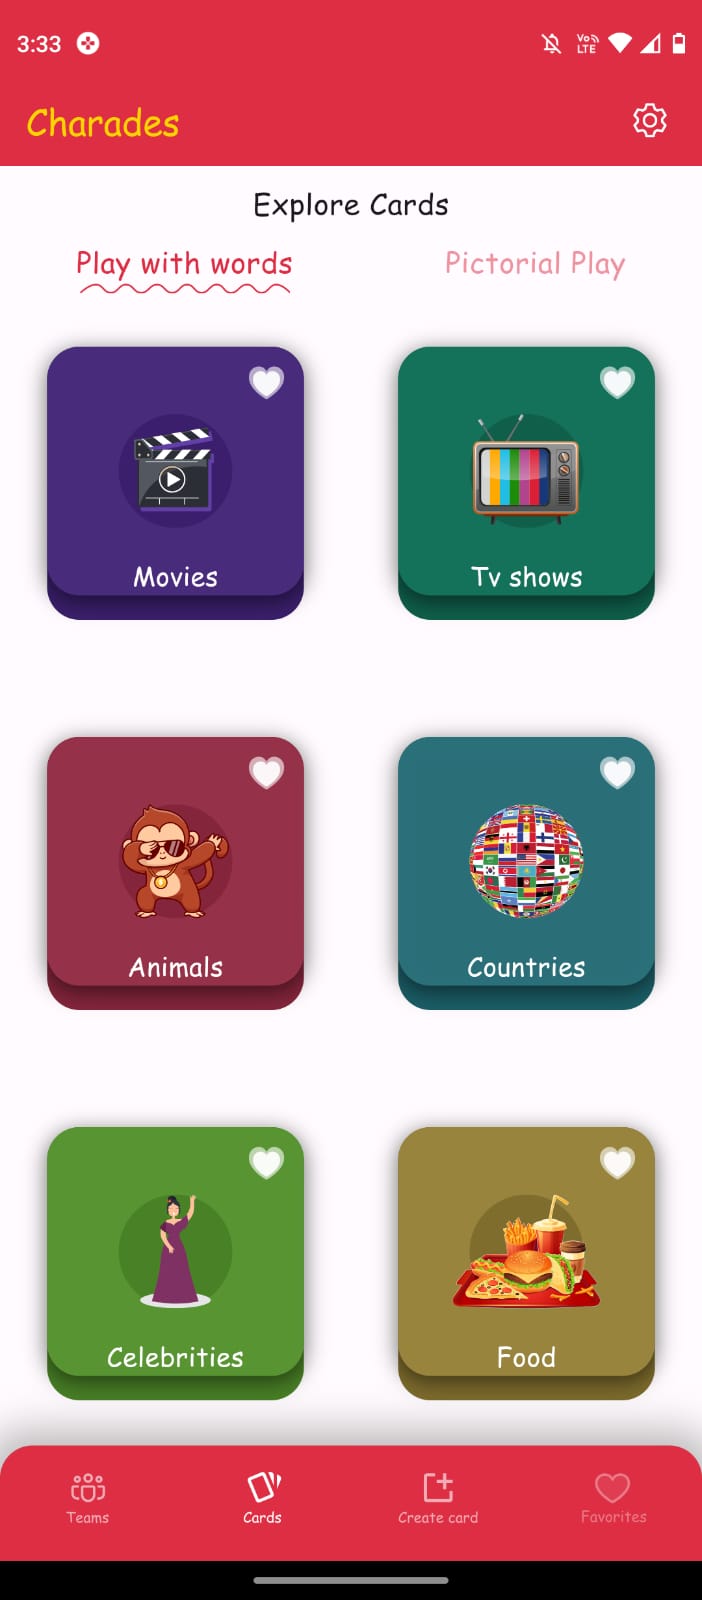 3:33
Vo LTE
Charades
Explore Cards
Play with words
Pictorial Play
Movies
Tv shows
Animals
Countries
Celebrities
Food
Teams
Cards
Create card
Favorites